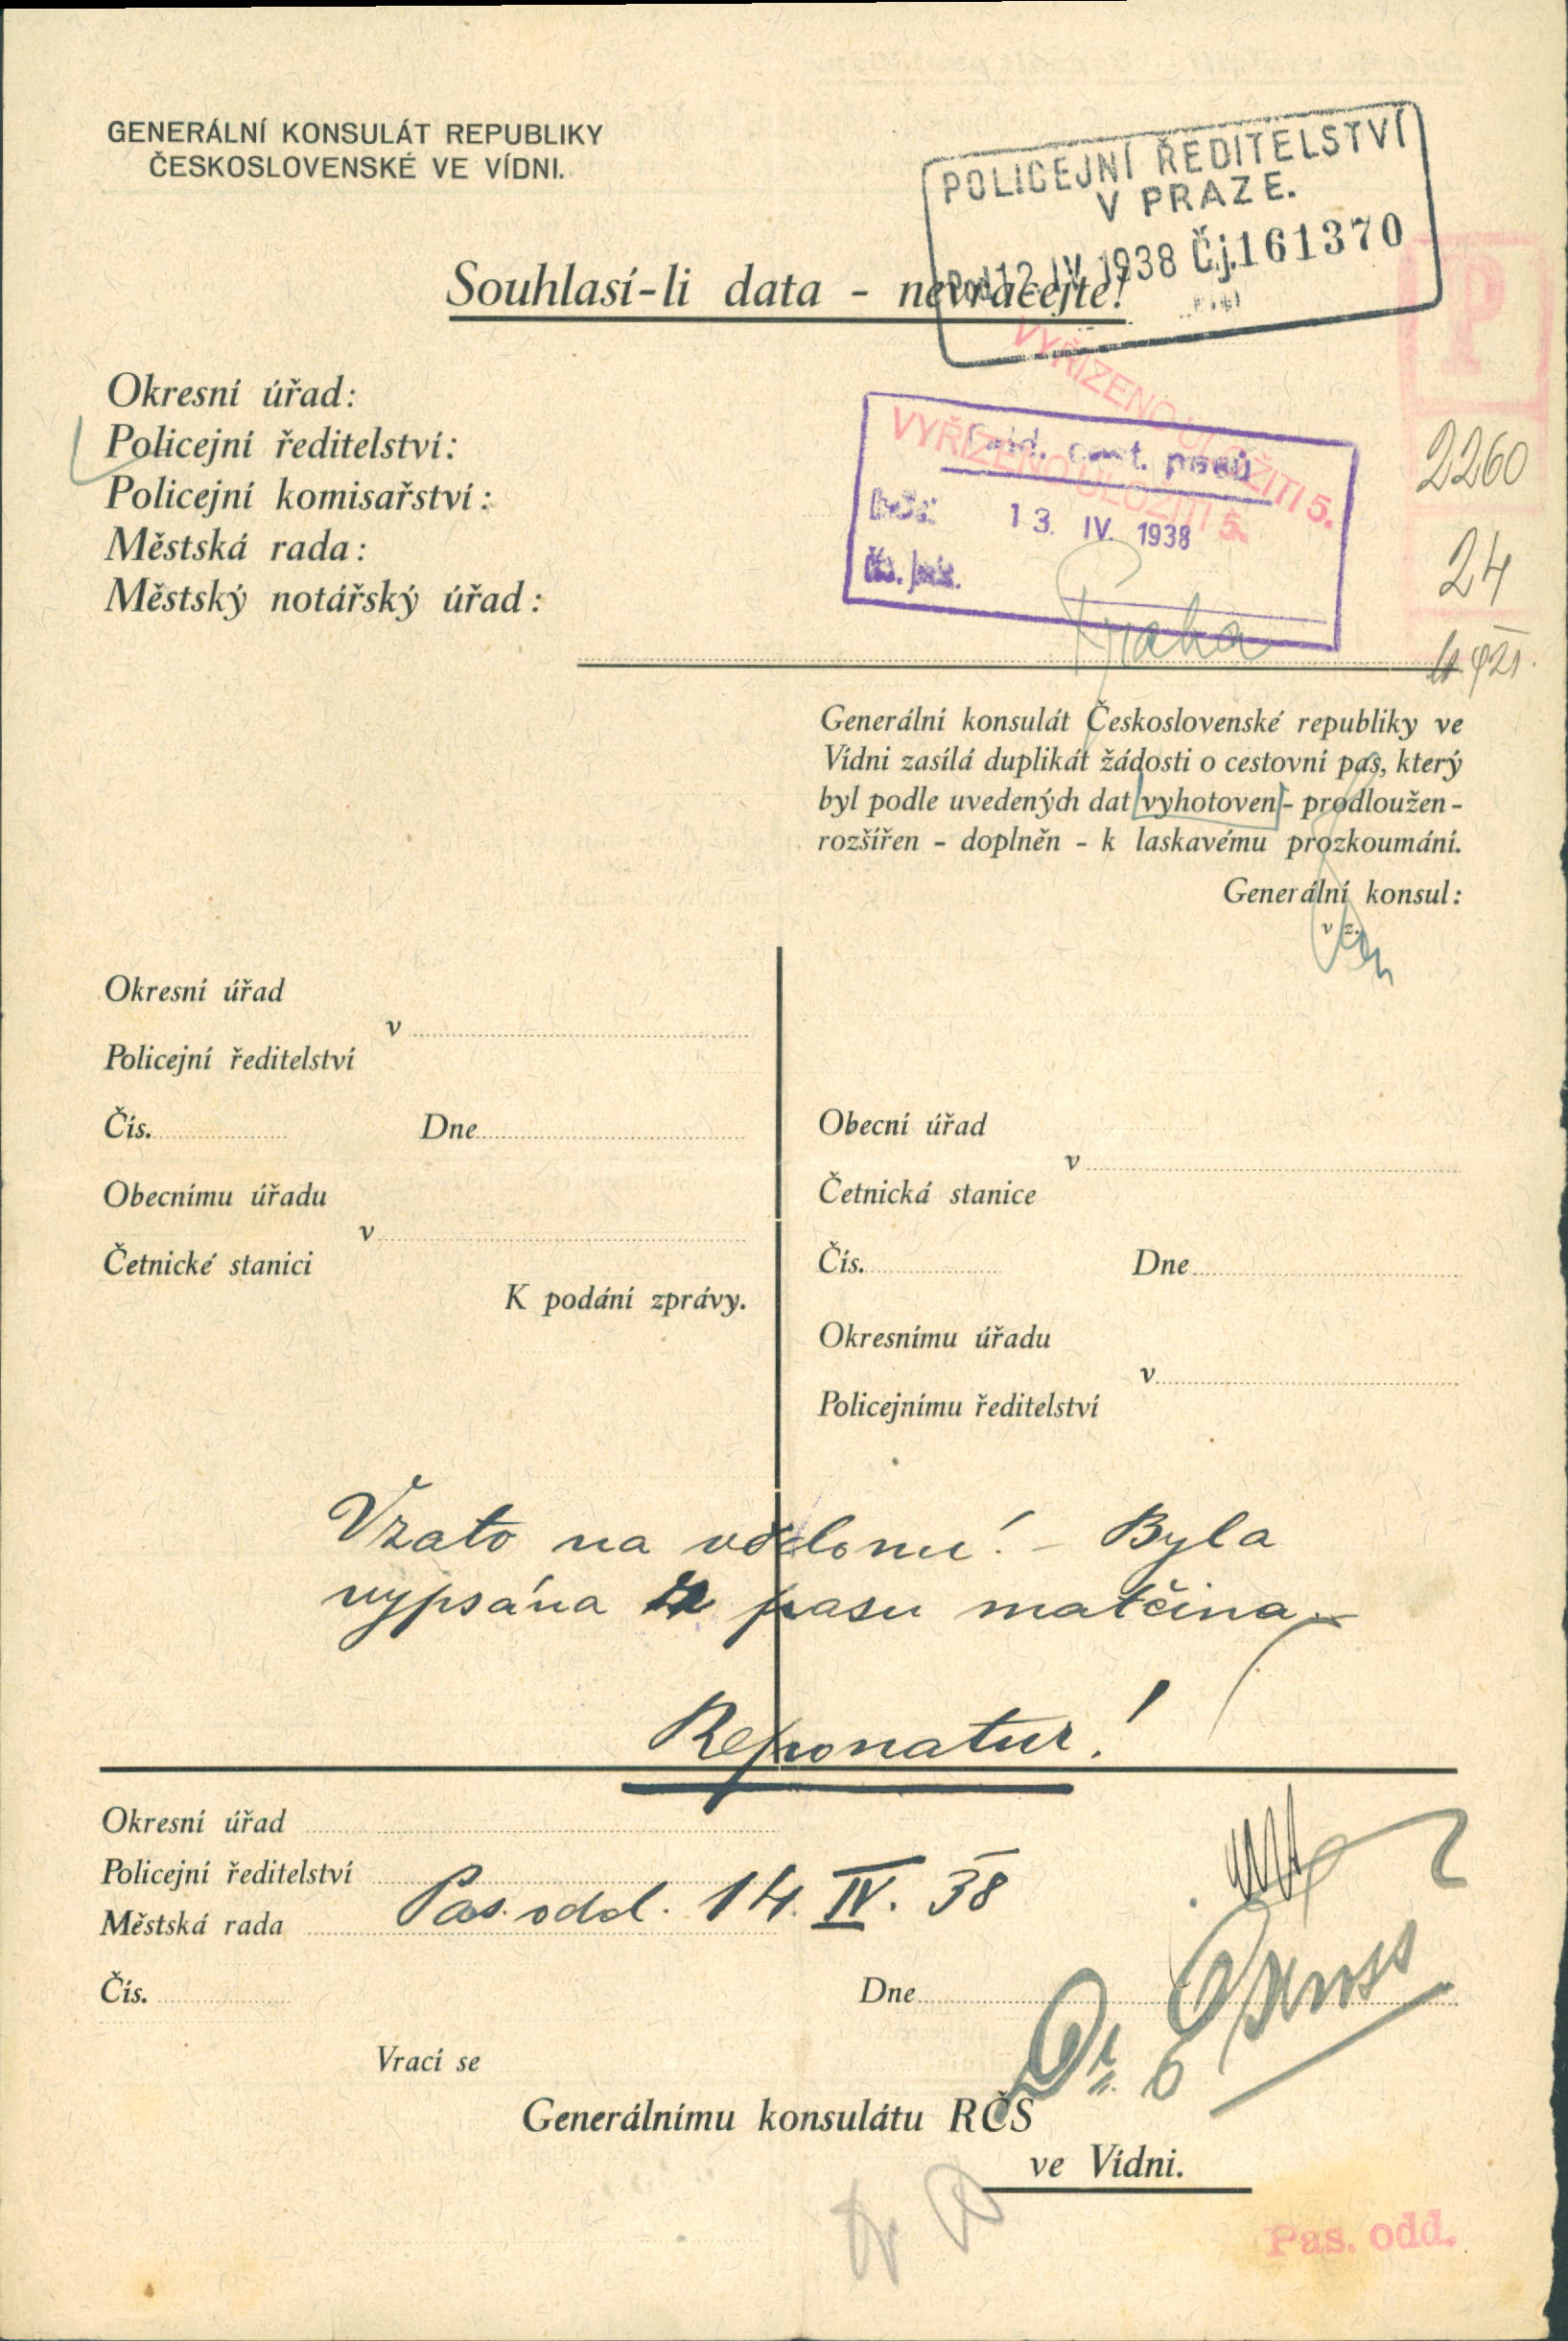 GENERÁLNÍ KONSULÁT REPUBLIKY
ČESKOSLOVENSKÉ VE VÍDNI.
POLICEJNÍ ŘEDITELSTVÍ
V PRAZE.
12. IV. 1938 Čj. 161370
Souhlasí-li data - nevracejte!
P
VYŘÍZENO ULOŽITI 5.
VYŘÍZENO ULOŽITI 5.
13. IV. 1938
2260
24
Okresní úřad:
Policejní ředitelství:
Policejní komisařství:
Městská rada:
Městský notářský úřad:
Praha
Generální konsulát Československé republiky ve
Vídni zasílá duplikát žádosti o cestovní pas, který
byl podle uvedených dat vyhotoven - prodloužen -
rozšířen - doplněn - k laskavému prozkoumání.
Generální konsul:
v z.
Okresní úřad
v
Policejní ředitelství
Čís. Dne
Obecnímu úřadu
v
Četnické stanici
K podání zprávy.
Obecní úřad
v
Četnická stanice
Čís. Dne
Okresnímu úřadu
v
Policejnímu ředitelství
Vzato na vědomí! - Byla
vypsána z pasu matčina
Reponatur!
Okresní úřad
Policejní ředitelství
Městská rada
Pas. odd. 14. IV. 38
Čís. Dne
Dr.
Vrací se
Generálnímu konsulátu RČS
ve Vídni.
Pas. odd.